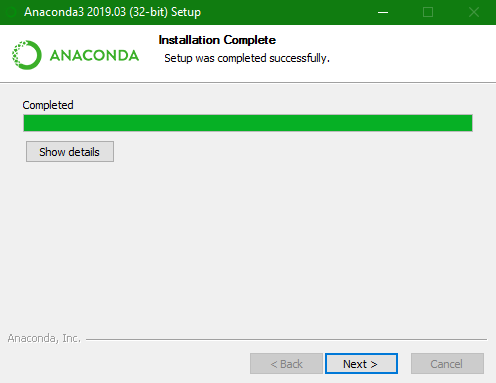 Anaconda3 2019.03 (32-bit) Setup
ANACONDA
Installation Complete
Setup was completed successfully.
Completed
Show details
Anaconda, Inc.
< Back
Next >
Cancel